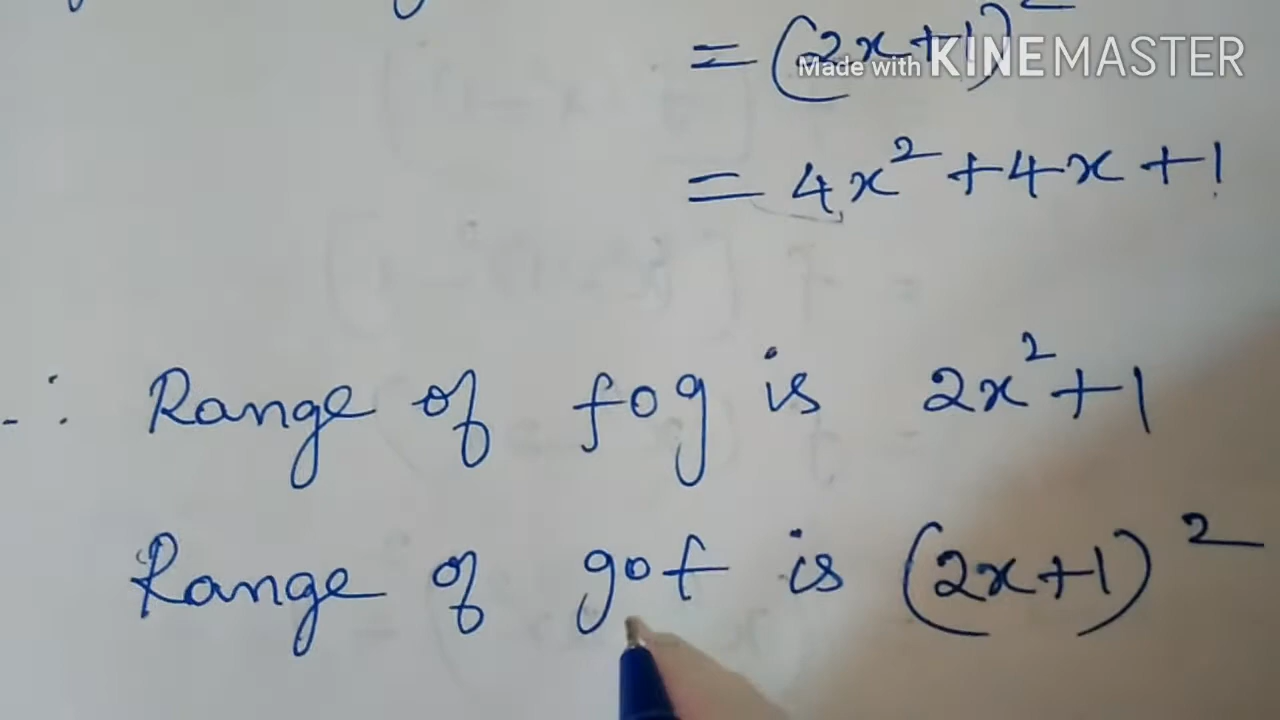 = (2x+1)²
Made with KINEMASTER
= 4x² + 4x + 1
∴ Range of fog is 2x² + 1
Range of gof is (2x+1)²